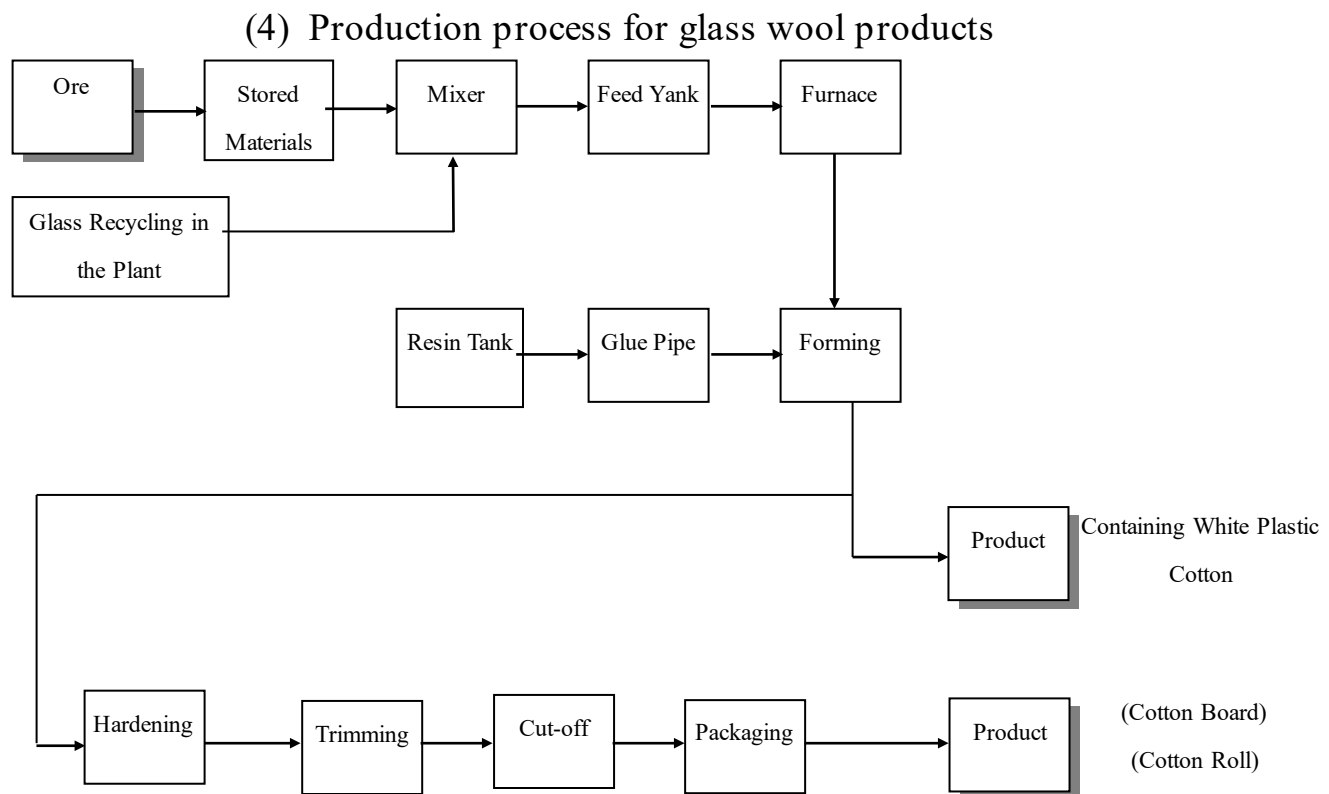 (4) Production process for glass wool products
Ore
Stored
Materials
Mixer
Feed Yank
Furnace
Glass Recycling in
the Plant
Resin Tank
Glue Pipe
Forming
Product
Containing White Plastic
Cotton
Hardening
Trimming
Cut-off
Packaging
Product
(Cotton Board)
(Cotton Roll)